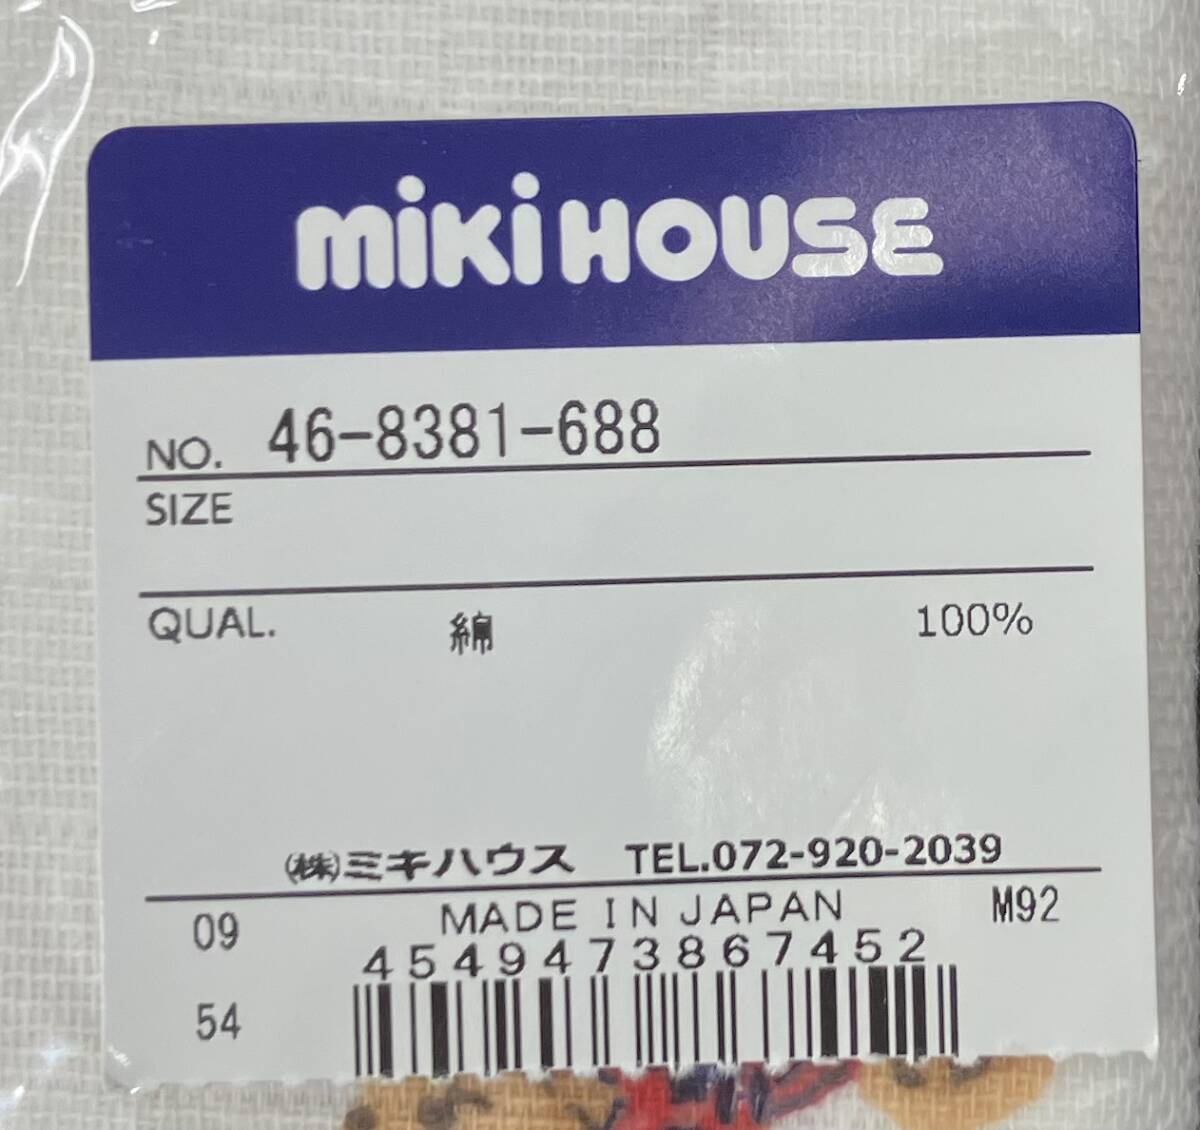 mikiHOUSE
NO. 46-8381-688
SIZE
QUAL. 綿 100%
(株)ミキハウス TEL.072-920-2039
09 MADE IN JAPAN M92
4549473867452
54